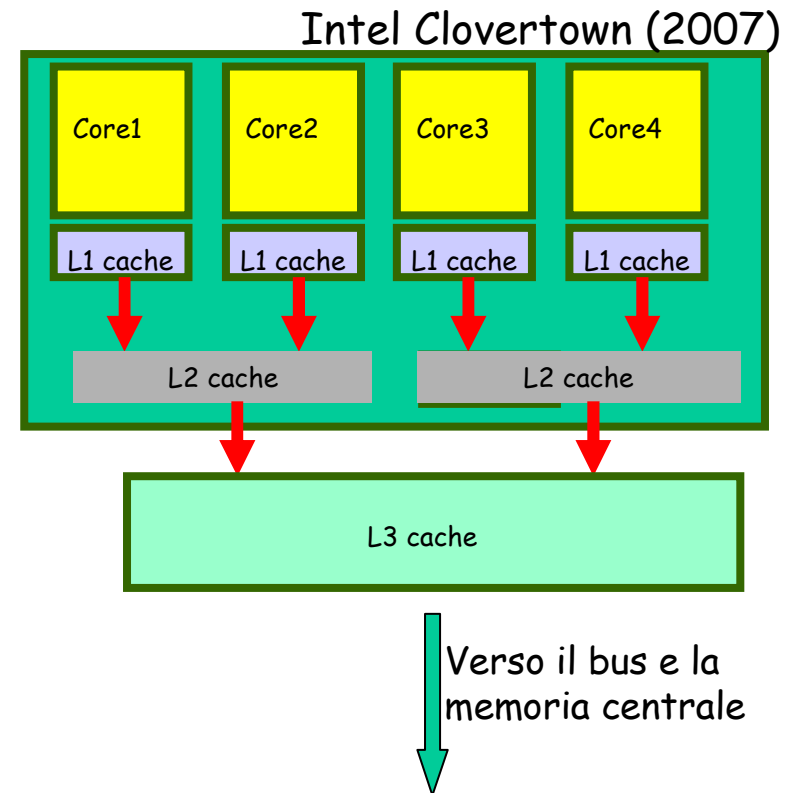 Intel Clovertown (2007)
Core1
Core2
Core3
Core4
L1 cache
L1 cache
L1 cache
L1 cache
L2 cache
L2 cache
L3 cache
Verso il bus e la
memoria centrale